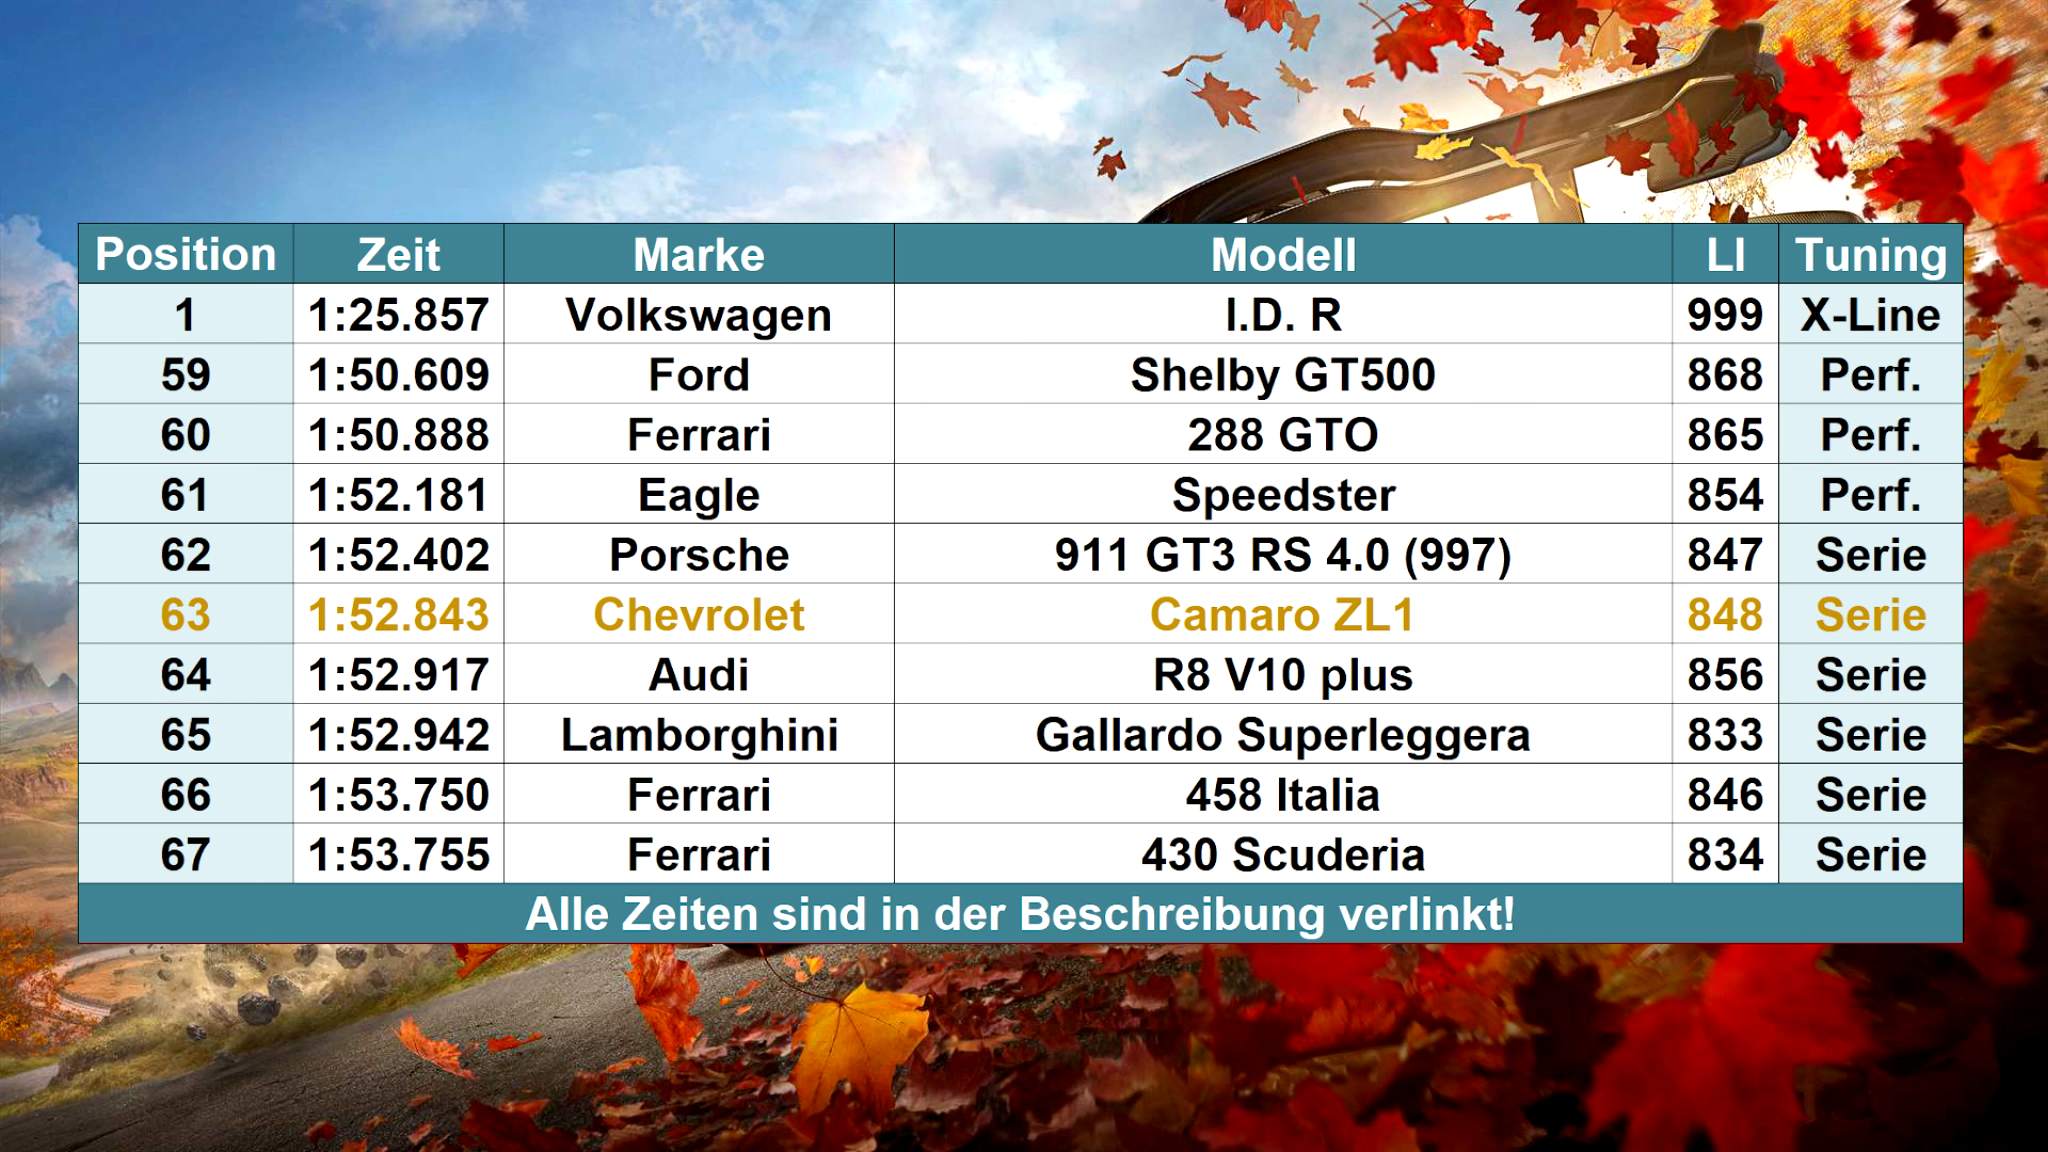 Position Zeit Marke Modell LI Tuning
1 1:25.857 Volkswagen I.D. R 999 X-Line
59 1:50.609 Ford Shelby GT500 868 Perf.
60 1:50.888 Ferrari 288 GTO 865 Perf.
61 1:52.181 Eagle Speedster 854 Perf.
62 1:52.402 Porsche 911 GT3 RS 4.0 (997) 847 Serie
63 1:52.843 Chevrolet Camaro ZL1 848 Serie
64 1:52.917 Audi R8 V10 plus 856 Serie
65 1:52.942 Lamborghini Gallardo Superleggera 833 Serie
66 1:53.750 Ferrari 458 Italia 846 Serie
67 1:53.755 Ferrari 430 Scuderia 834 Serie
Alle Zeiten sind in der Beschreibung verlinkt!